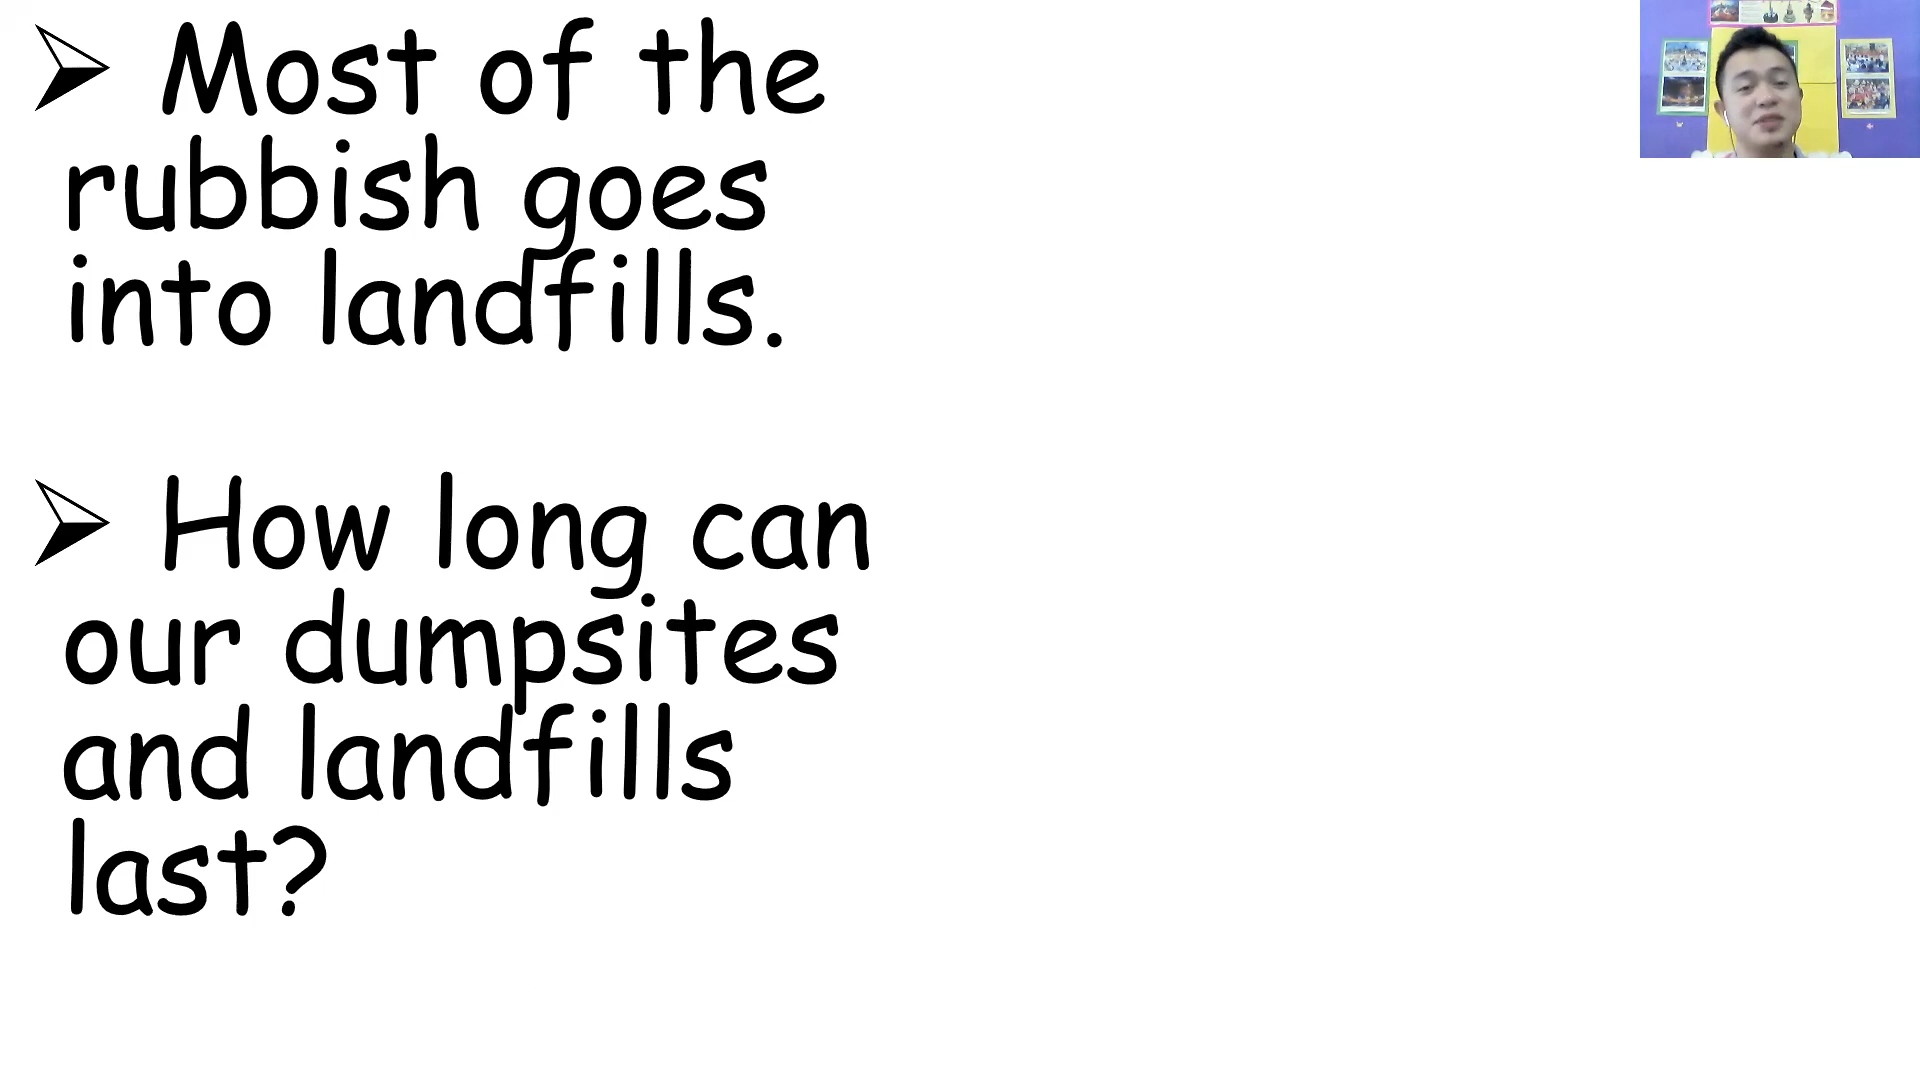 Most of the
rubbish goes
into landfills.
How long can
our dumpsites
and landfills
last?